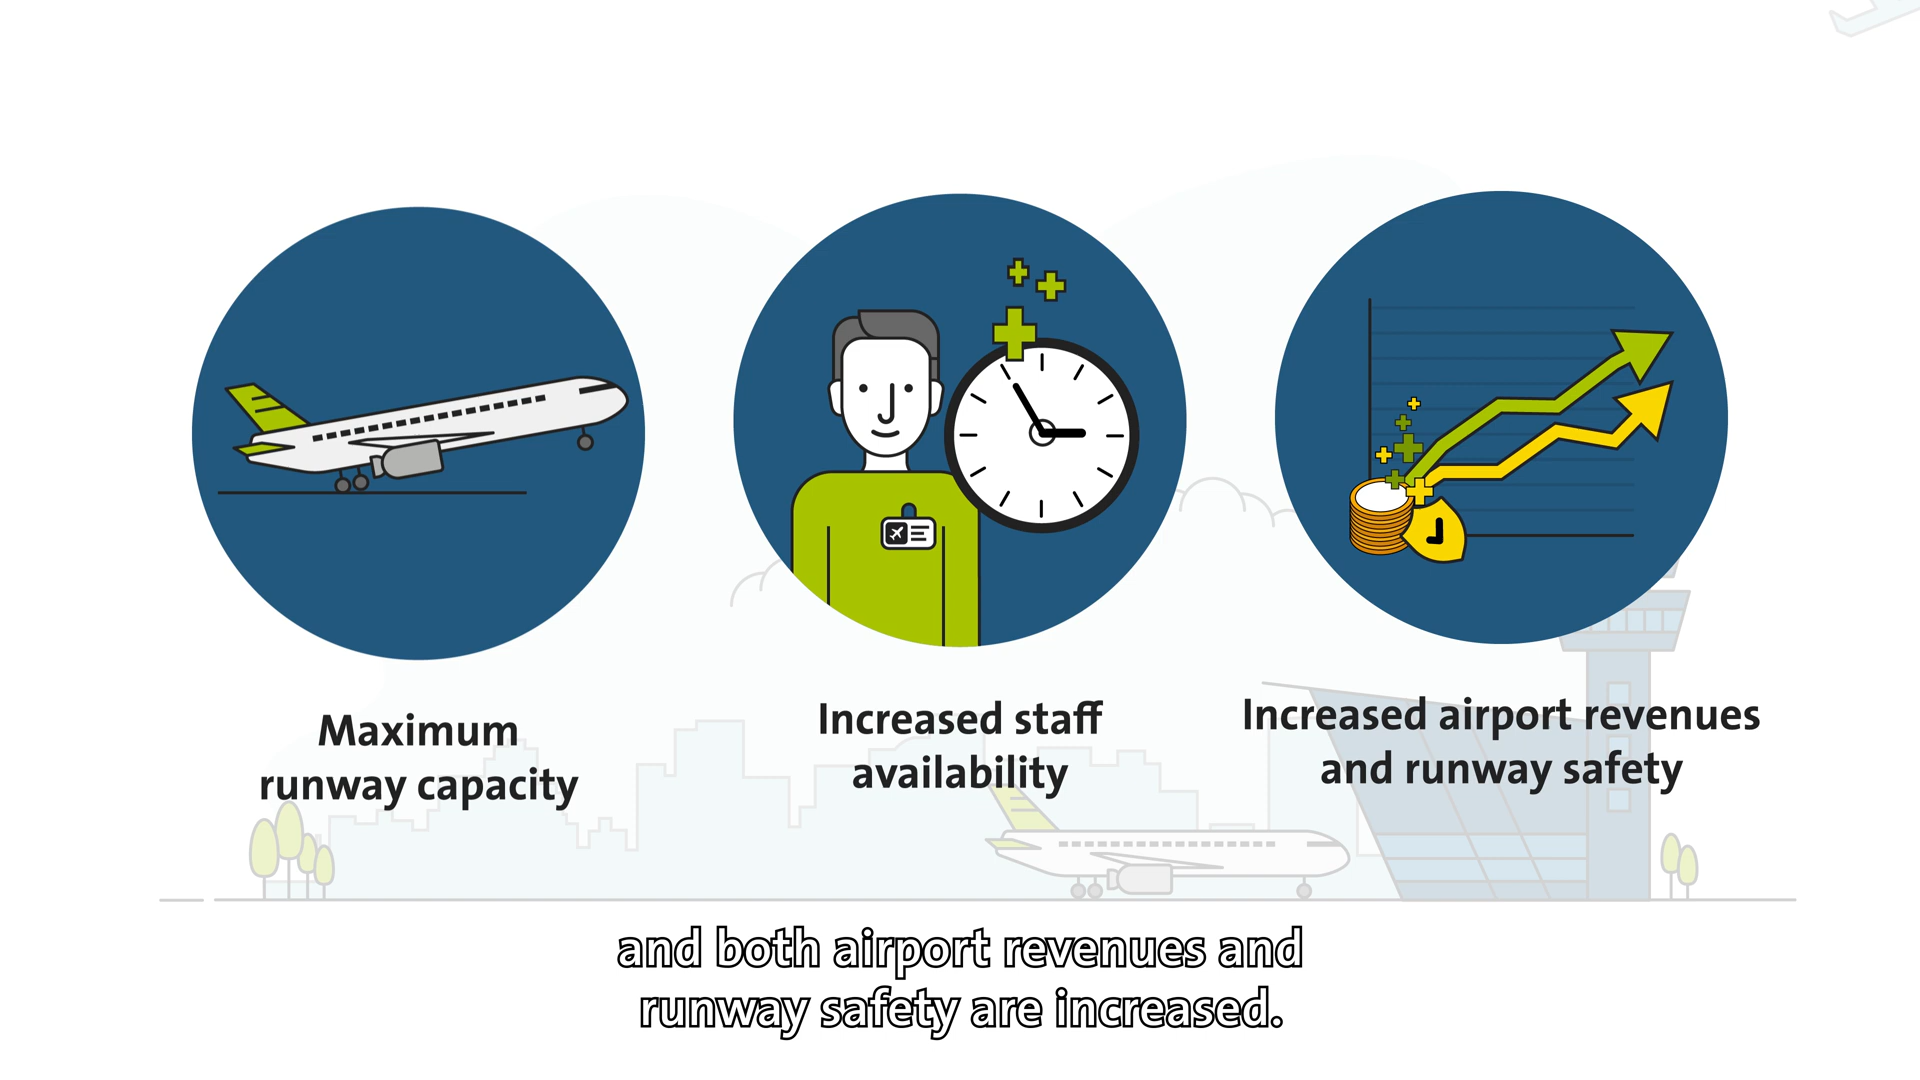 Maximum
runway capacity
Increased staff
availability
Increased airport revenues
and runway safety
and both airport revenues and
runway safety are increased.